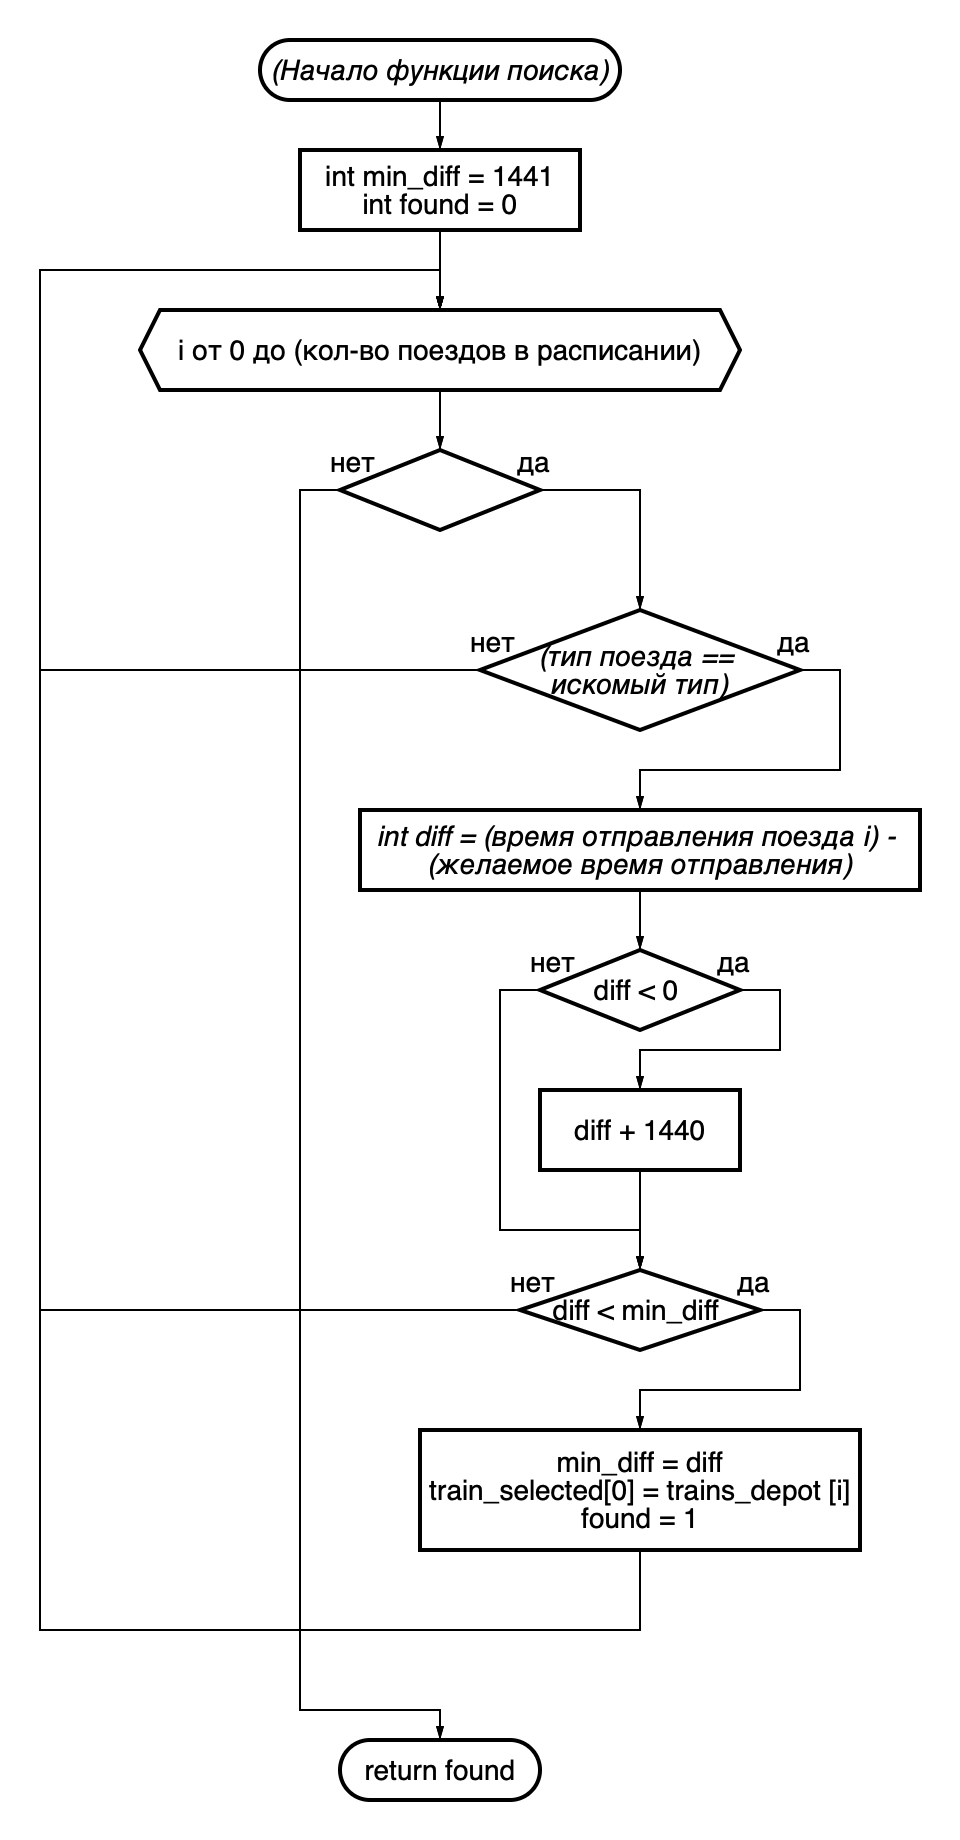 (Начало функции поиска)
int min_diff = 1441
int found = 0
i от 0 до (кол-во поездов в расписании)
нет
да
нет
да
(тип поезда ==
искомый тип)
int diff = (время отправления поезда i) -
(желаемое время отправления)
нет
да
diff < 0
diff + 1440
нет
да
diff < min_diff
min_diff = diff
train_selected[0] = trains_depot [i]
found = 1
return found